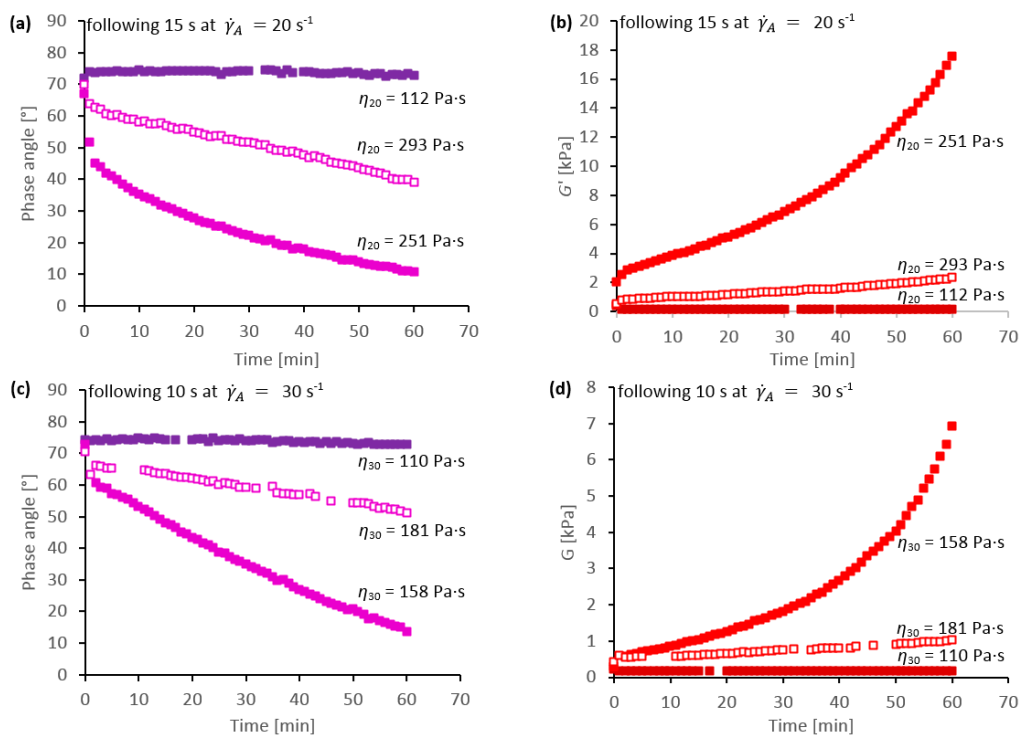 (a) following 15 s at γ̇A = 20 s⁻¹
90
80
70
60
50
40
30
20
10
0
Phase angle [°]
η20 = 112 Pa·s
η20 = 293 Pa·s
η20 = 251 Pa·s
0 10 20 30 40 50 60 70
Time [min]
(b) following 15 s at γ̇A = 20 s⁻¹
20
18
16
14
12
10
8
6
4
2
0
G' [kPa]
η20 = 251 Pa·s
η20 = 293 Pa·s
η20 = 112 Pa·s
0 10 20 30 40 50 60 70
Time [min]
(c) following 10 s at γ̇A = 30 s⁻¹
90
80
70
60
50
40
30
20
10
0
Phase angle [°]
η30 = 110 Pa·s
η30 = 181 Pa·s
η30 = 158 Pa·s
0 10 20 30 40 50 60 70
Time [min]
(d) following 10 s at γ̇A = 30 s⁻¹
8
7
6
5
4
3
2
1
0
G [kPa]
η30 = 158 Pa·s
η30 = 181 Pa·s
η30 = 110 Pa·s
0 10 20 30 40 50 60 70
Time [min]